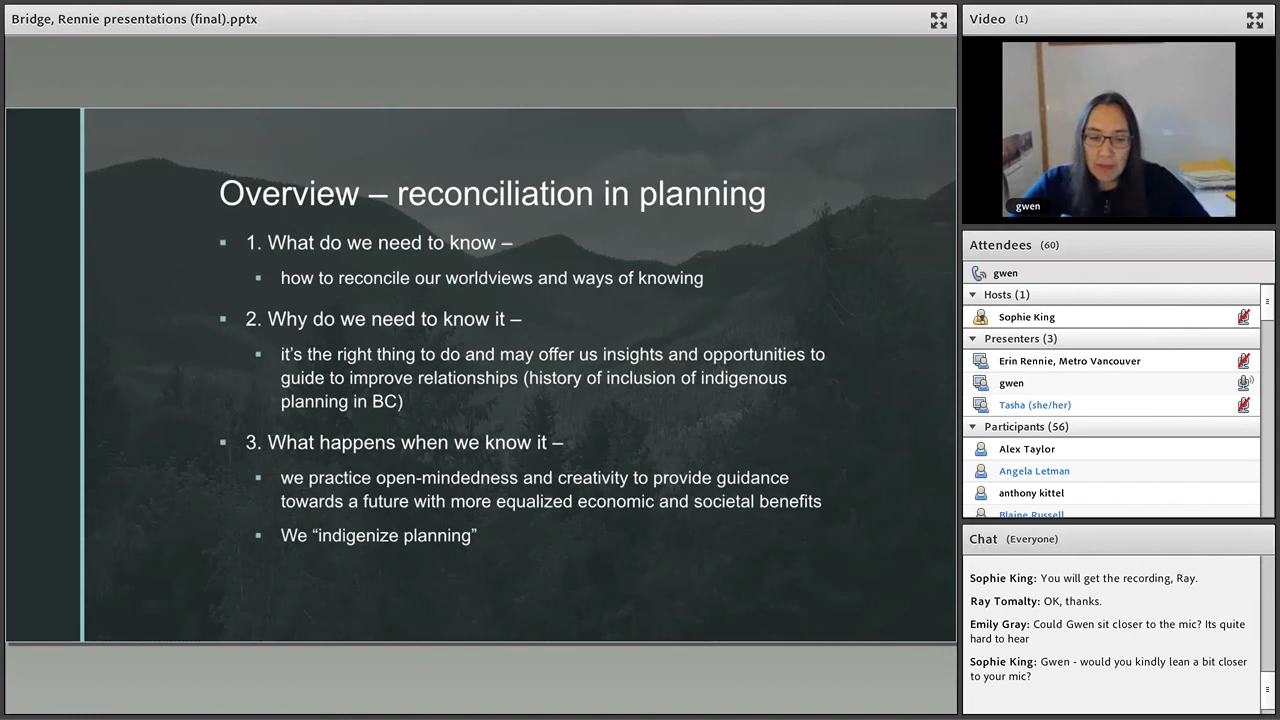 Bridge, Rennie presentations (final).pptx
Overview – reconciliation in planning
1. What do we need to know –
how to reconcile our worldviews and ways of knowing
2. Why do we need to know it –
it’s the right thing to do and may offer us insights and opportunities to
guide to improve relationships (history of inclusion of indigenous
planning in BC)
3. What happens when we know it –
we practice open-mindedness and creativity to provide guidance
towards a future with more equalized economic and societal benefits
We “indigenize planning”
Video (1)
gwen
Attendees (60)
gwen
Hosts (1)
Sophie King
Presenters (3)
Erin Rennie, Metro Vancouver
gwen
Tasha (she/her)
Participants (56)
Alex Taylor
Angela Letman
anthony kittel
Blaine Russell
Chat (Everyone)
Sophie King: You will get the recording, Ray.
Ray Tomalty: OK, thanks.
Emily Gray: Could Gwen sit closer to the mic? Its quite
hard to hear
Sophie King: Gwen - would you kindly lean a bit closer
to your mic?